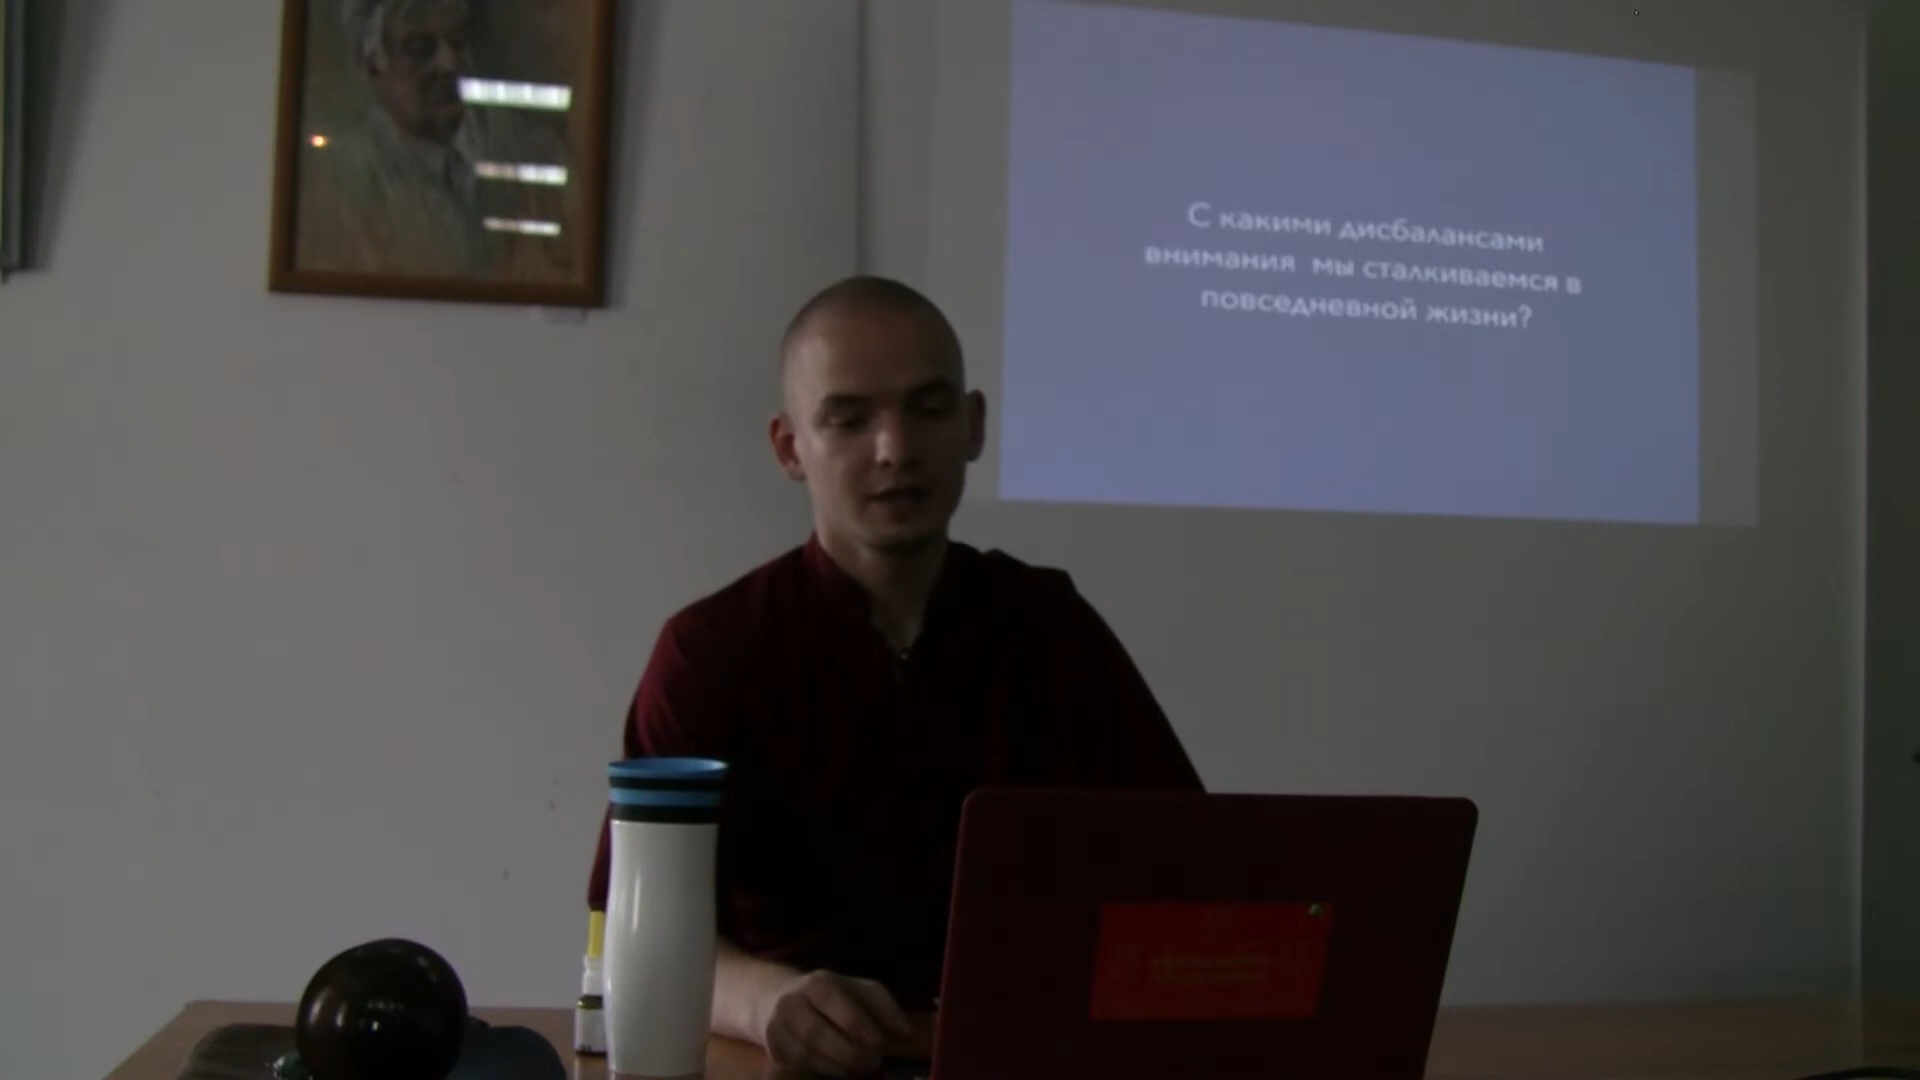 С какими дисбалансами
внимания мы сталкиваемся в
повседневной жизни?